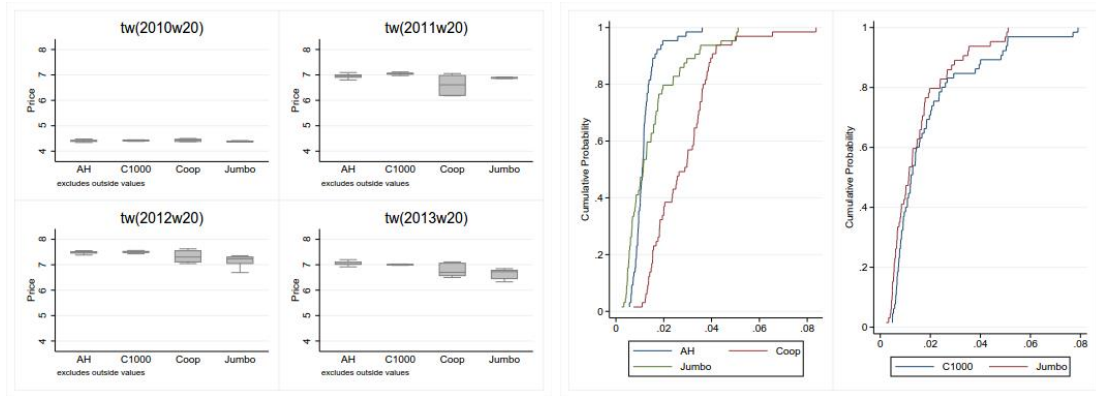 tw(2010w20)
Price
8
7
6
5
4
AH C1000 Coop Jumbo
excludes outside values
tw(2011w20)
Price
8
7
6
5
4
AH C1000 Coop Jumbo
excludes outside values
tw(2012w20)
Price
8
7
6
5
4
AH C1000 Coop Jumbo
excludes outside values
tw(2013w20)
Price
8
7
6
5
4
AH C1000 Coop Jumbo
excludes outside values
Cumulative Probability
1
.8
.6
.4
.2
0
0 .02 .04 .06 .08
AH Coop
Jumbo
Cumulative Probability
1
.8
.6
.4
.2
0
0 .02 .04 .06 .08
C1000 Jumbo